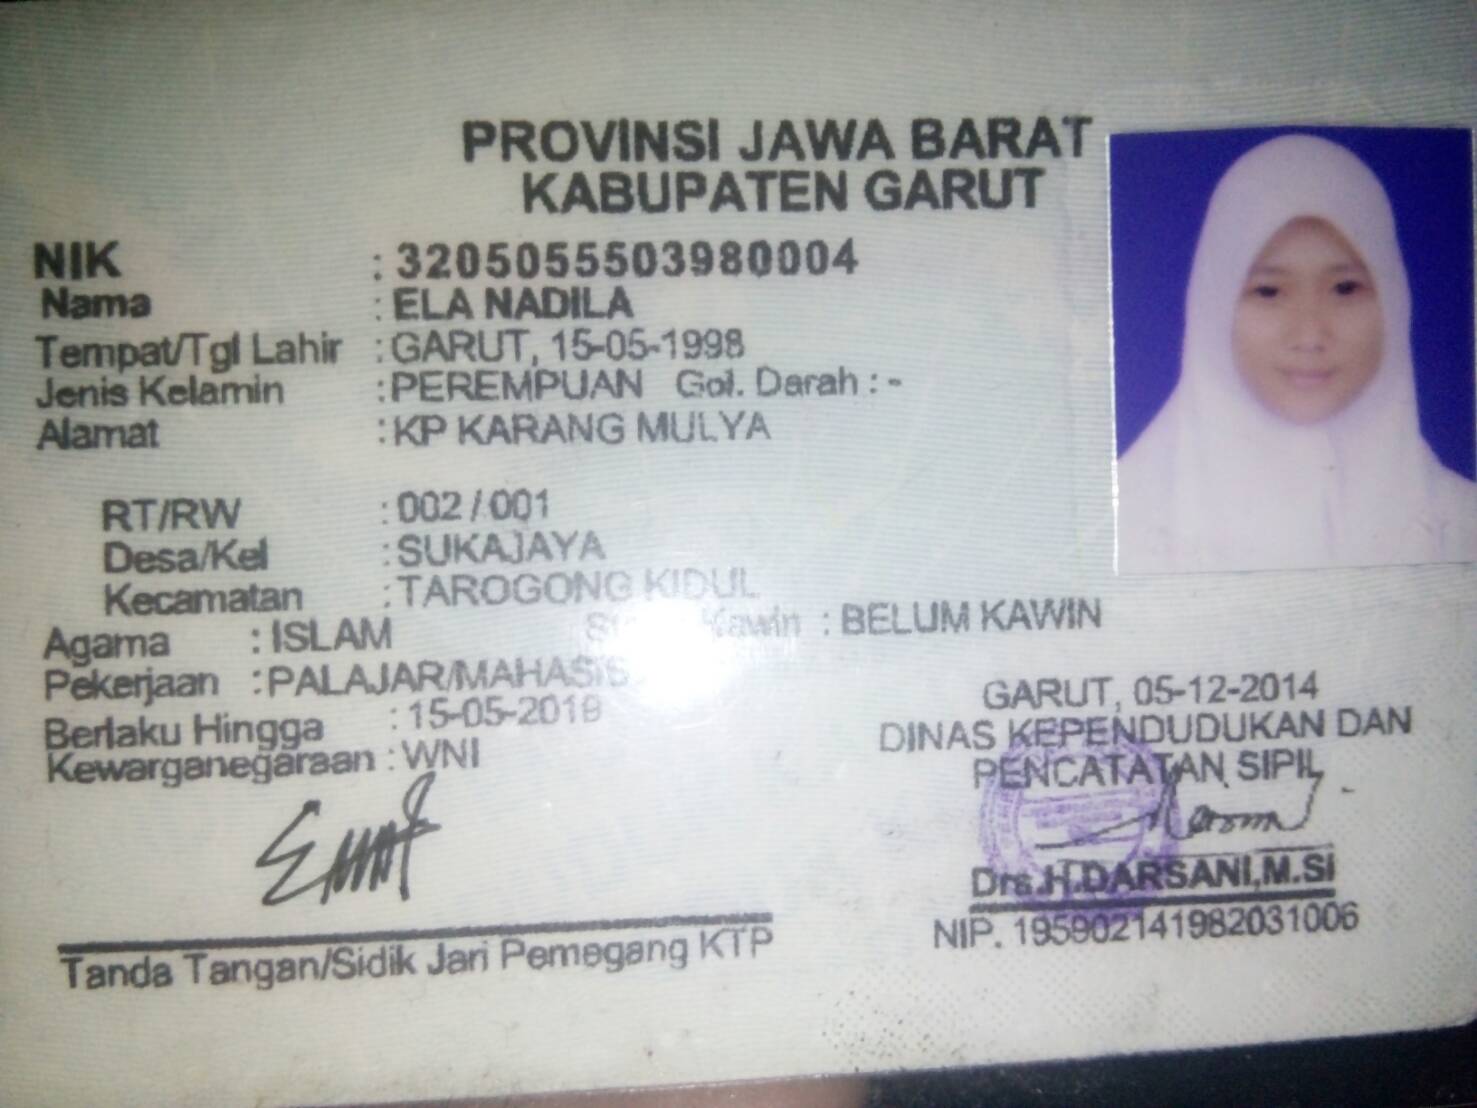 PROVINSI JAWA BARAT
KABUPATEN GARUT
NIK : 3205055503980004
Nama : ELA NADILA
Tempat/Tgl Lahir : GARUT, 15-05-1998
Jenis Kelamin : PEREMPUAN Gol. Darah : -
Alamat : KP KARANG MULYA
RT/RW : 002 / 001
Desa/Kel : SUKAJAYA
Kecamatan : TAROGONG KIDUL
Agama : ISLAM Kawin : BELUM KAWIN
Pekerjaan : PALAJAR/MAHASIS
Berlaku Hingga : 15-05-2019
Kewarganegaraan : WNI
GARUT, 05-12-2014
DINAS KEPENDUDUKAN DAN
PENCATATAN SIPIL
Drs.H.DARSANI,M.Si
NIP. 195902141982031006
Tanda Tangan/Sidik Jari Pemegang KTP